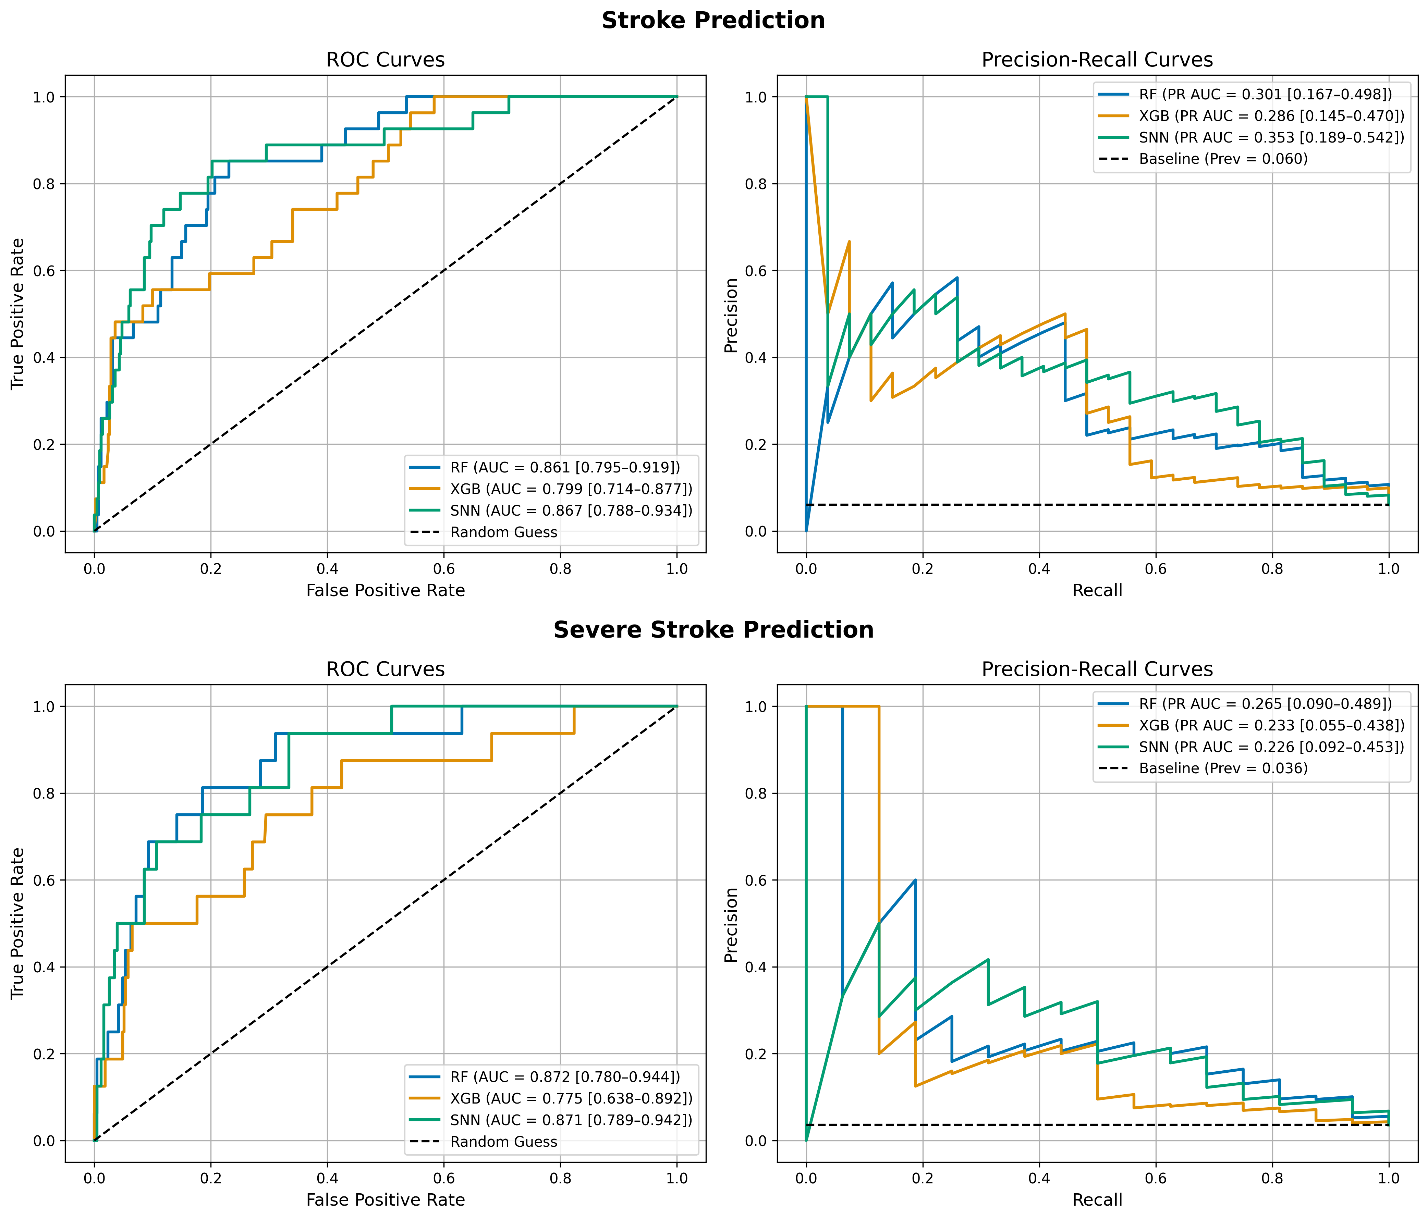 Stroke Prediction
ROC Curves
True Positive Rate
1.0
0.8
0.6
0.4
0.2
0.0
0.0 0.2 0.4 0.6 0.8 1.0
False Positive Rate
RF (AUC = 0.861 [0.795–0.919])
XGB (AUC = 0.799 [0.714–0.877])
SNN (AUC = 0.867 [0.788–0.934])
Random Guess
Precision-Recall Curves
Precision
1.0
0.8
0.6
0.4
0.2
0.0
0.0 0.2 0.4 0.6 0.8 1.0
Recall
RF (PR AUC = 0.301 [0.167–0.498])
XGB (PR AUC = 0.286 [0.145–0.470])
SNN (PR AUC = 0.353 [0.189–0.542])
Baseline (Prev = 0.060)
Severe Stroke Prediction
ROC Curves
True Positive Rate
1.0
0.8
0.6
0.4
0.2
0.0
0.0 0.2 0.4 0.6 0.8 1.0
False Positive Rate
RF (AUC = 0.872 [0.780–0.944])
XGB (AUC = 0.775 [0.638–0.892])
SNN (AUC = 0.871 [0.789–0.942])
Random Guess
Precision-Recall Curves
Precision
1.0
0.8
0.6
0.4
0.2
0.0
0.0 0.2 0.4 0.6 0.8 1.0
Recall
RF (PR AUC = 0.265 [0.090–0.489])
XGB (PR AUC = 0.233 [0.055–0.438])
SNN (PR AUC = 0.226 [0.092–0.453])
Baseline (Prev = 0.036)